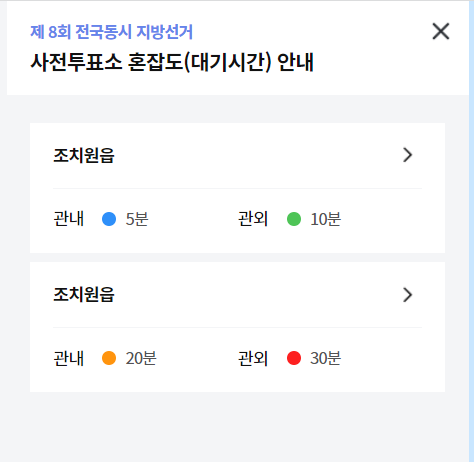 제 8회 전국동시 지방선거
사전투표소 혼잡도(대기시간) 안내
조치원읍
관내 5분 관외 10분
조치원읍
관내 20분 관외 30분